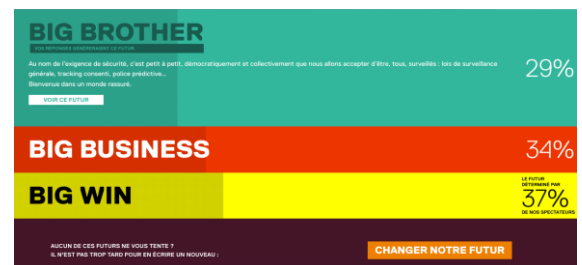 BIG BROTHER
VOS RÉPONSES GÉNÈRERAIENT CE FUTUR
Au nom de l'exigence de sécurité, c'est petit à petit, démocratiquement et collectivement que nous allons accepter d'être, tous, surveillés : lois de surveillance
générale, tracking consenti, police prédictive...
Bienvenue dans un monde rassuré.
VOIR CE FUTUR
29%
BIG BUSINESS
34%
BIG WIN
LE FUTUR
DÉTERMINÉ PAR
37%
DE NOS SPECTATEURS
AUCUN DE CES FUTURS NE VOUS TENTE ?
IL N'EST PAS TROP TARD POUR EN ÉCRIRE UN NOUVEAU :
CHANGER NOTRE FUTUR